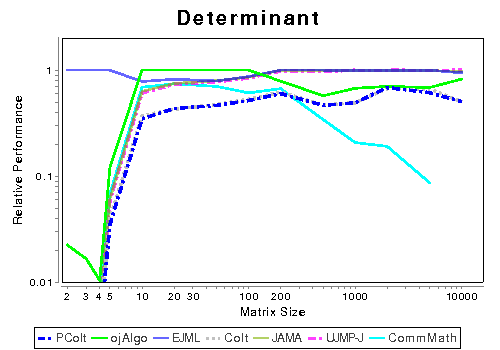 Determinant
Relative Performance
1
0.1
0.01
2 3 4 5 10 20 30 100 200 1000 10000
Matrix Size
PColt ojAlgo EJML Colt JAMA UJMP-J CommMath